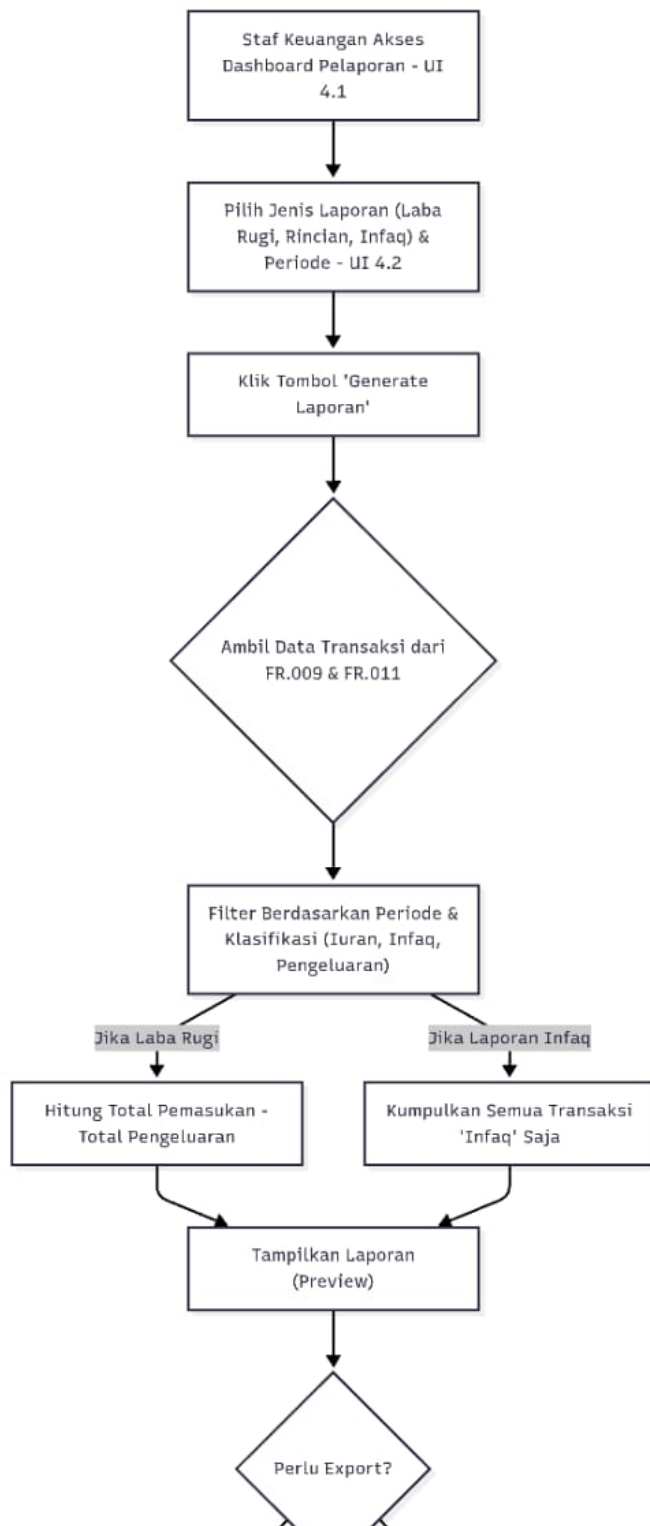 Staf Keuangan Akses
Dashboard Pelaporan - UI
4.1
Pilih Jenis Laporan (Laba
Rugi, Rincian, Infaq) &
Periode - UI 4.2
Klik Tombol 'Generate
Laporan'
Ambil Data Transaksi dari
FR.009 & FR.011
Filter Berdasarkan Periode &
Klasifikasi (Iuran, Infaq,
Pengeluaran)
Jika Laba Rugi
Jika Laporan Infaq
Hitung Total Pemasukan -
Total Pengeluaran
Kumpulkan Semua Transaksi
'Infaq' Saja
Tampilkan Laporan
(Preview)
Perlu Export?